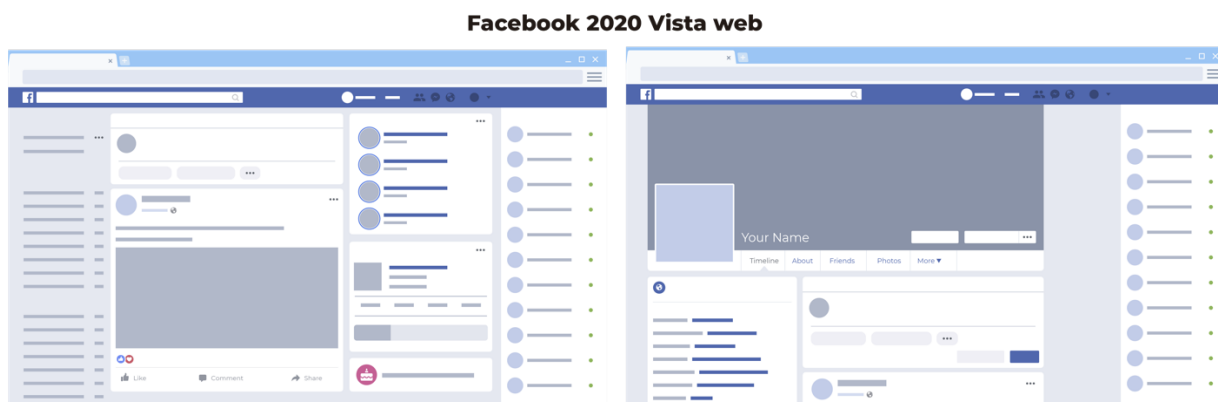 Facebook 2020 Vista web
f
f
Your Name
Timeline About Friends Photos More ▼
Like Comment Share